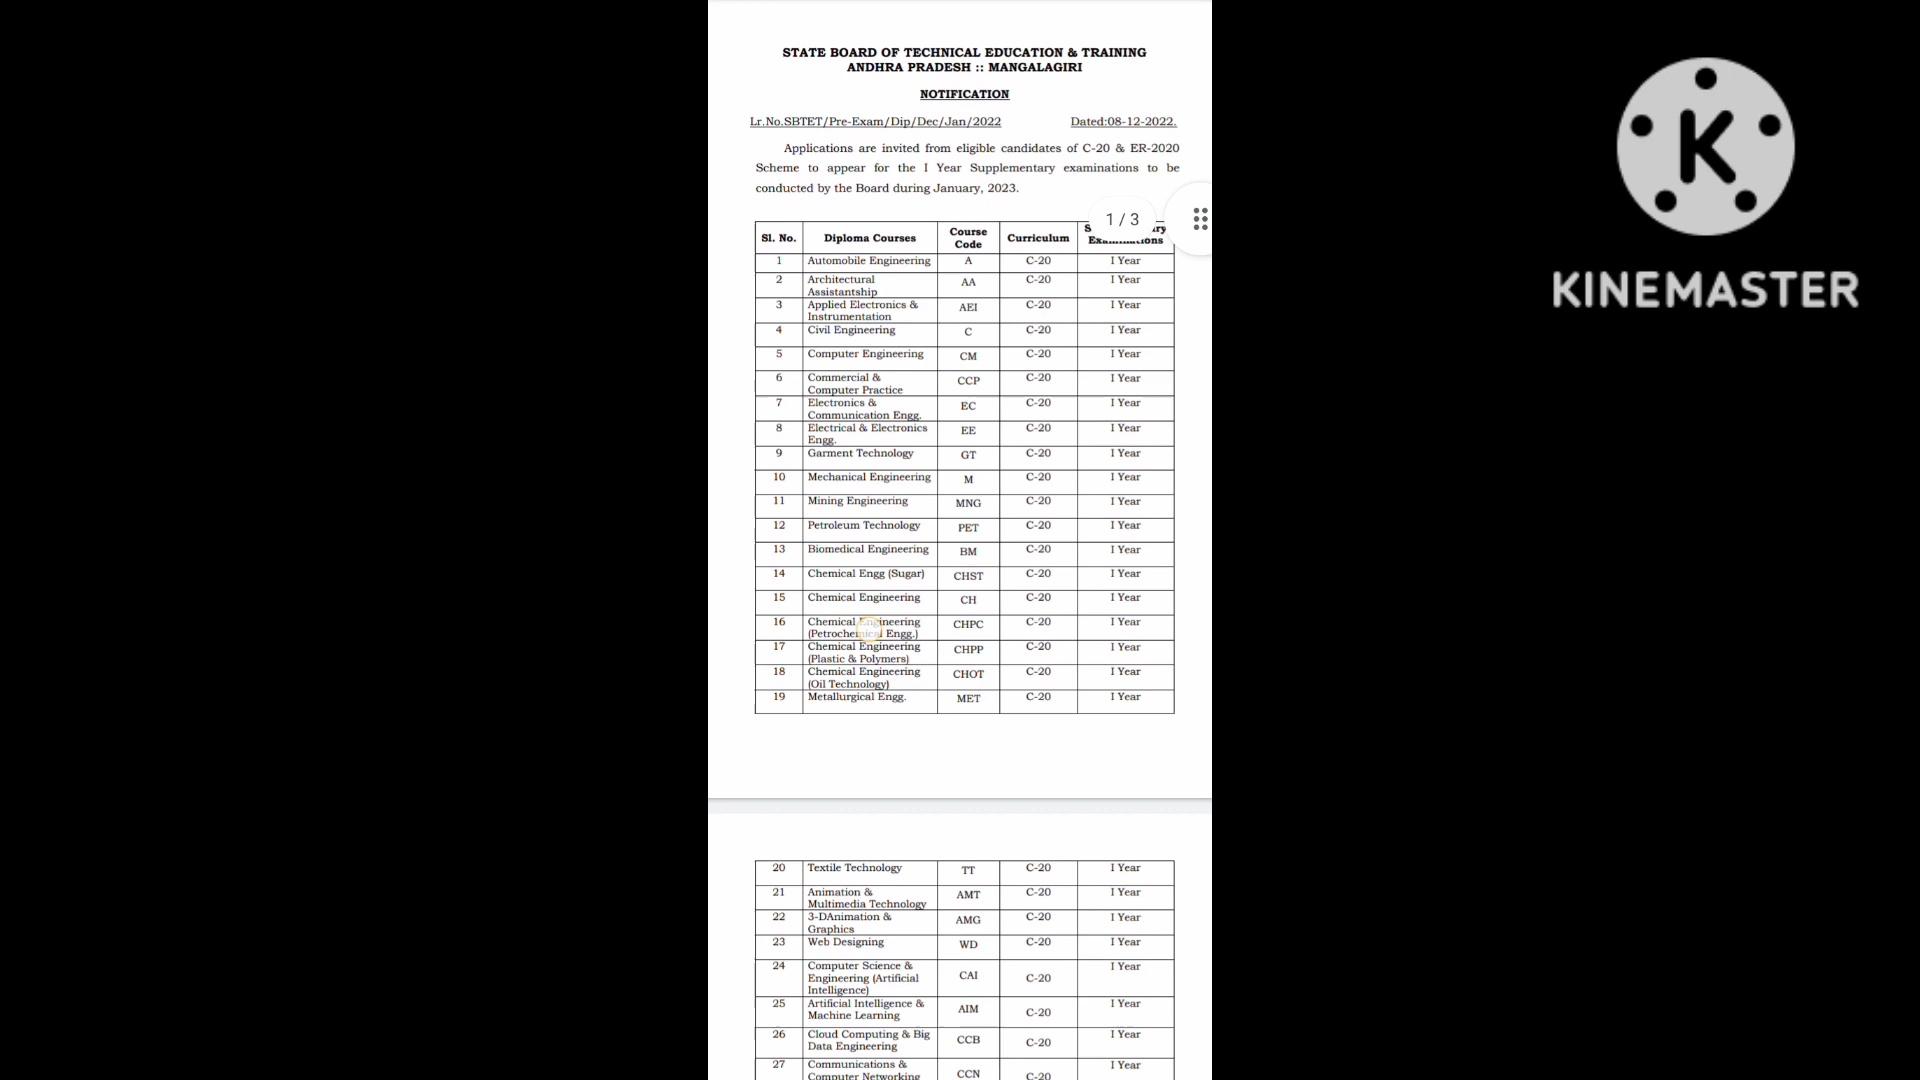 STATE BOARD OF TECHNICAL EDUCATION & TRAINING
ANDHRA PRADESH :: MANGALAGIRI
NOTIFICATION
Lr.No.SBTET/Pre-Exam/Dip/Dec/Jan/2022 Dated:08-12-2022.
Applications are invited from eligible candidates of C-20 & ER-2020
Scheme to appear for the I Year Supplementary examinations to be
conducted by the Board during January, 2023.
1 / 3
Sl. No. Diploma Courses Course Code Curriculum
1 Automobile Engineering A C-20 I Year
2 Architectural Assistantship AA C-20 I Year
3 Applied Electronics & Instrumentation AEI C-20 I Year
4 Civil Engineering C C-20 I Year
5 Computer Engineering CM C-20 I Year
6 Commercial & Computer Practice CCP C-20 I Year
7 Electronics & Communication Engg. EC C-20 I Year
8 Electrical & Electronics Engg. EE C-20 I Year
9 Garment Technology GT C-20 I Year
10 Mechanical Engineering M C-20 I Year
11 Mining Engineering MNG C-20 I Year
12 Petroleum Technology PET C-20 I Year
13 Biomedical Engineering BM C-20 I Year
14 Chemical Engg (Sugar) CHST C-20 I Year
15 Chemical Engineering CH C-20 I Year
16 Chemical Engineering (Petrochemical Engg.) CHPC C-20 I Year
17 Chemical Engineering (Plastic & Polymers) CHPP C-20 I Year
18 Chemical Engineering (Oil Technology) CHOT C-20 I Year
19 Metallurgical Engg. MET C-20 I Year
20 Textile Technology TT C-20 I Year
21 Animation & Multimedia Technology AMT C-20 I Year
22 3-DAnimation & Graphics AMG C-20 I Year
23 Web Designing WD C-20 I Year
24 Computer Science & Engineering (Artificial Intelligence) CAI C-20 I Year
25 Artificial Intelligence & Machine Learning AIM C-20 I Year
26 Cloud Computing & Big Data Engineering CCB C-20 I Year
27 Communications & Computer Networking CCN C-20 I Year
K
KINEMASTER